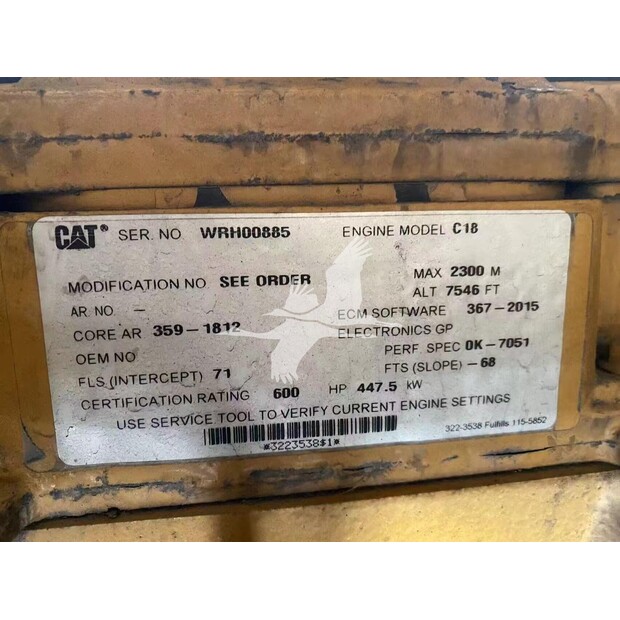 CAT® SER. NO. WRH00885 ENGINE MODEL C18
MODIFICATION NO SEE ORDER MAX 2300 M
AR. NO. – ALT 7546 FT
CORE AR 359-1812 ECM SOFTWARE 367-2015
OEM NO ELECTRONICS GP
PERF. SPEC 0K-7051
FLS (INTERCEPT) 71 FTS (SLOPE) -68
CERTIFICATION RATING 600 HP 447.5 kW
USE SERVICE TOOL TO VERIFY CURRENT ENGINE SETTINGS
*3223538$1* 322-3538 Fulfills 115-5852